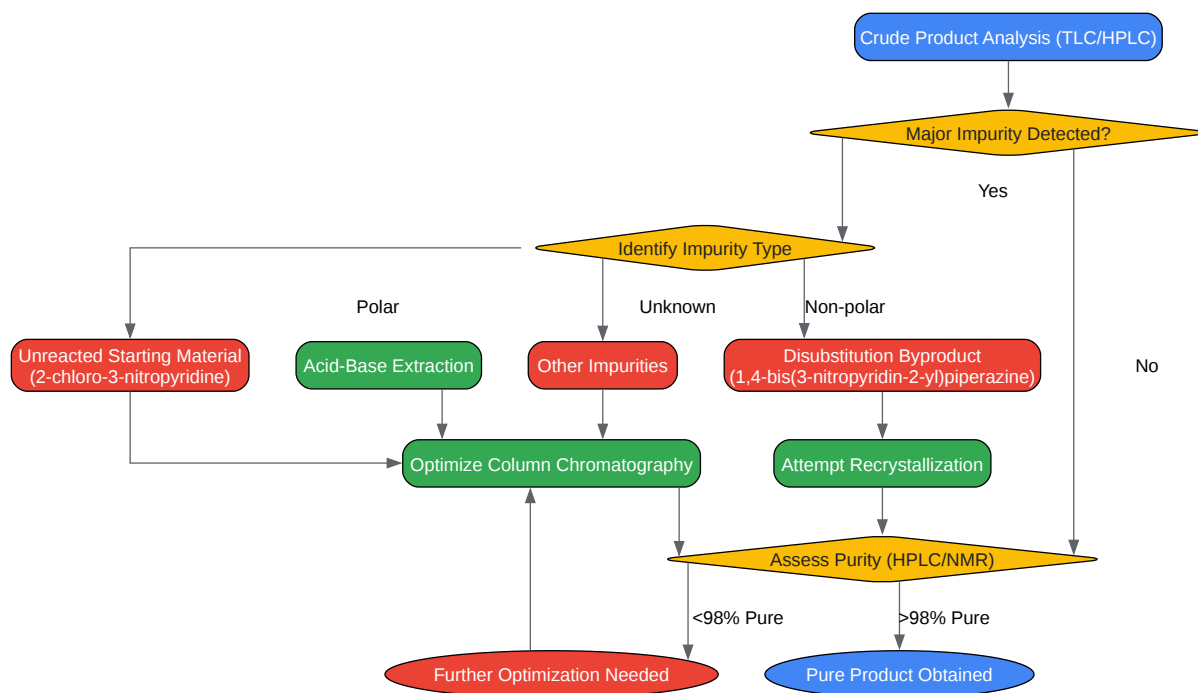 Crude Product Analysis (TLC/HPLC)
Major Impurity Detected?
Yes
Identify Impurity Type
Polar
Unknown
Non-polar
Unreacted Starting Material
(2-chloro-3-nitropyridine)
Acid-Base Extraction
Other Impurities
Disubstitution Byproduct
(1,4-bis(3-nitropyridin-2-yl)piperazine)
No
Optimize Column Chromatography
Attempt Recrystallization
Assess Purity (HPLC/NMR)
<98% Pure
>98% Pure
Further Optimization Needed
Pure Product Obtained